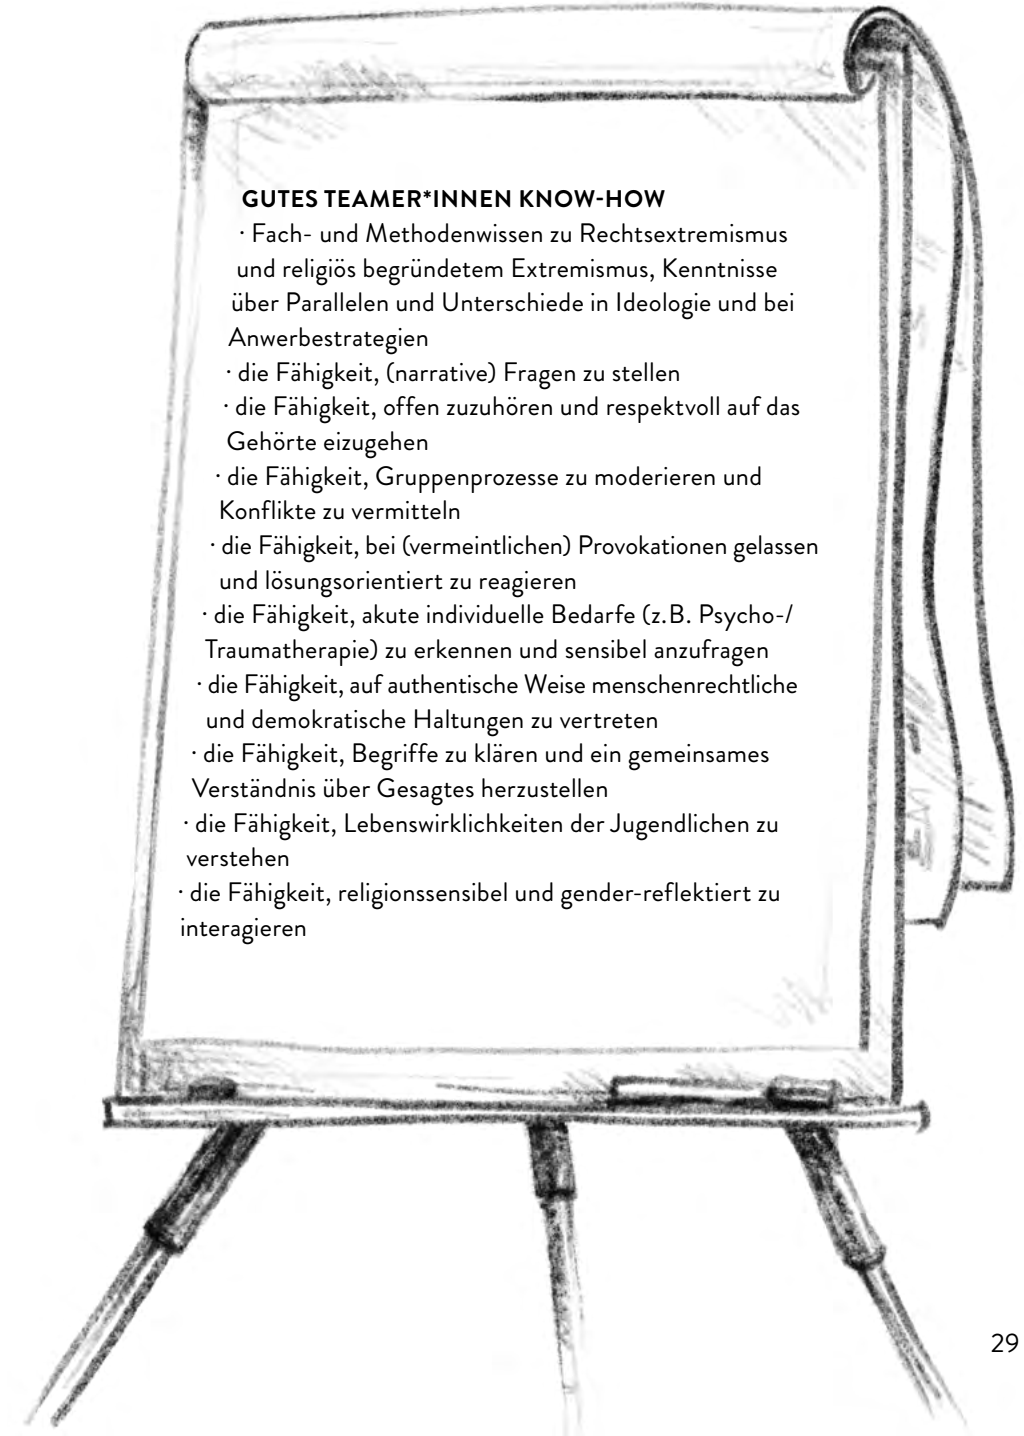 GUTES TEAMER*INNEN KNOW-HOW
· Fach- und Methodenwissen zu Rechtsextremismus
und religiös begründetem Extremismus, Kenntnisse
über Parallelen und Unterschiede in Ideologie und bei
Anwerbestrategien
· die Fähigkeit, (narrative) Fragen zu stellen
· die Fähigkeit, offen zuzuhören und respektvoll auf das
Gehörte eizugehen
· die Fähigkeit, Gruppenprozesse zu moderieren und
Konflikte zu vermitteln
· die Fähigkeit, bei (vermeintlichen) Provokationen gelassen
und lösungsorientiert zu reagieren
· die Fähigkeit, akute individuelle Bedarfe (z.B. Psycho-/
Traumatherapie) zu erkennen und sensibel anzufragen
· die Fähigkeit, auf authentische Weise menschenrechtliche
und demokratische Haltungen zu vertreten
· die Fähigkeit, Begriffe zu klären und ein gemeinsames
Verständnis über Gesagtes herzustellen
· die Fähigkeit, Lebenswirklichkeiten der Jugendlichen zu
verstehen
· die Fähigkeit, religionssensibel und gender-reflektiert zu
interagieren
29